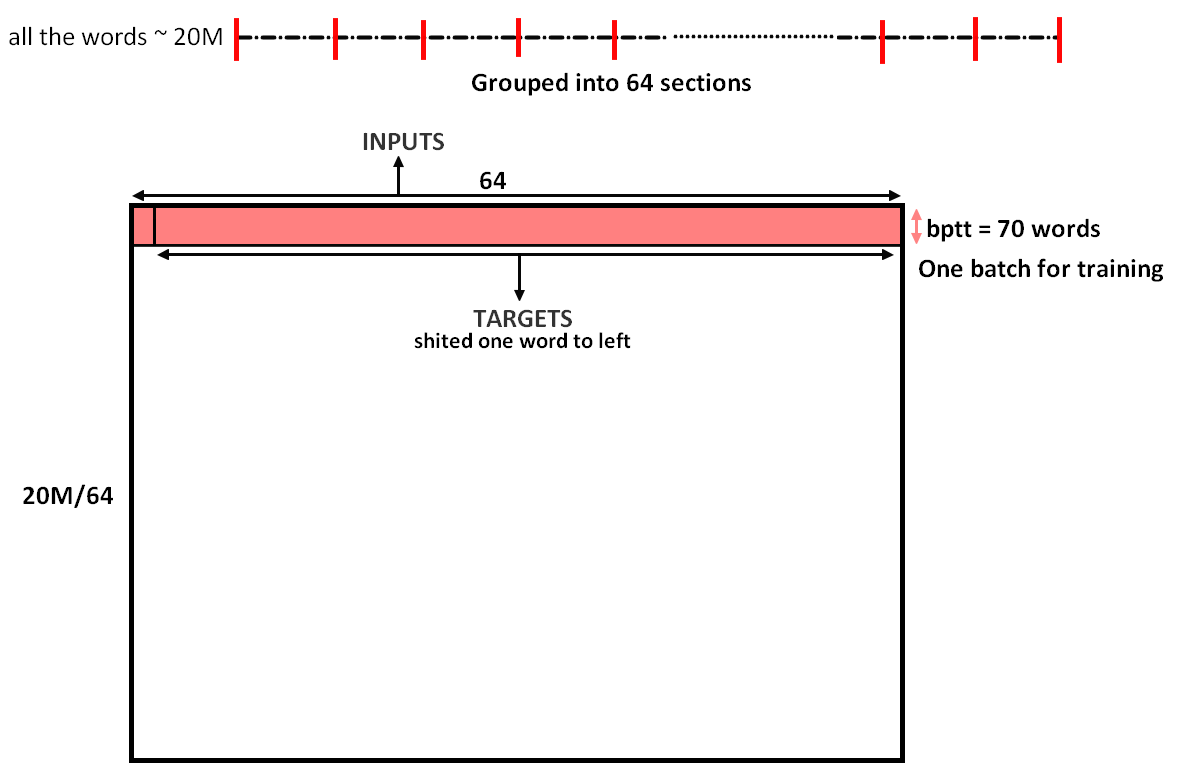 all the words ~ 20M
Grouped into 64 sections
INPUTS
64
bptt = 70 words
One batch for training
TARGETS
shited one word to left
20M/64